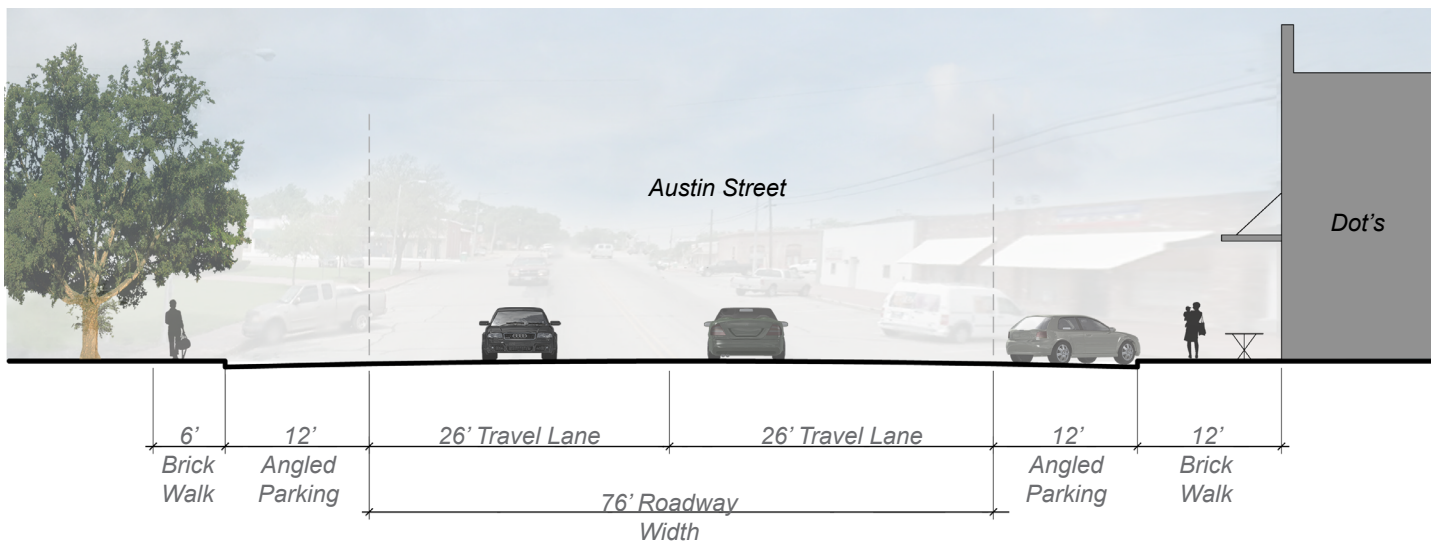 Austin Street
Dot’s
6’
12’
26’ Travel Lane
26’ Travel Lane
12’
12’
Brick
Walk
Angled
Parking
Angled
Parking
Brick
Walk
76’ Roadway
Width